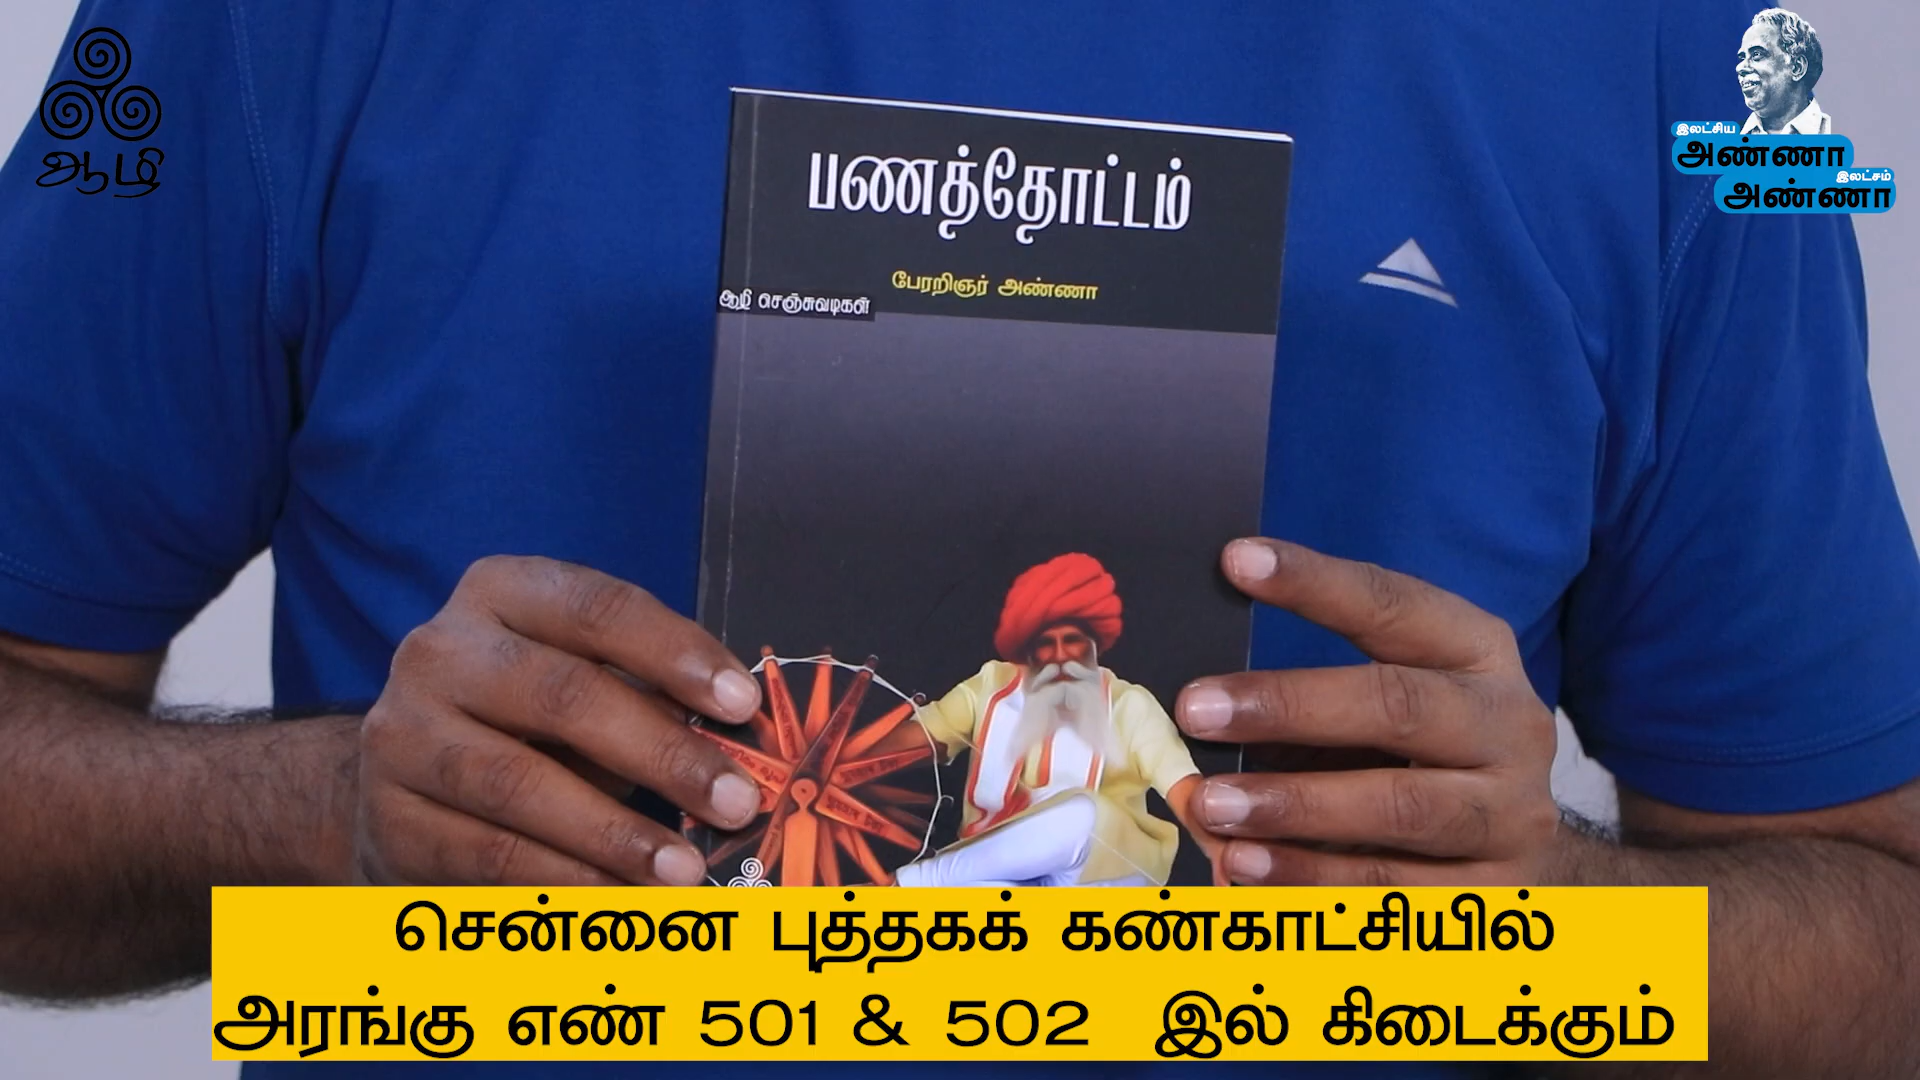 ஆழி
இலட்சிய
அண்ணா
இலட்சம்
அண்ணா
பணத்தோட்டம்
பேரறிஞர் அண்ணா
ஆழி செஞ்சுவடிகள்
சென்னை புத்தகக் கண்காட்சியில்
அரங்கு எண் 501 & 502 இல் கிடைக்கும்